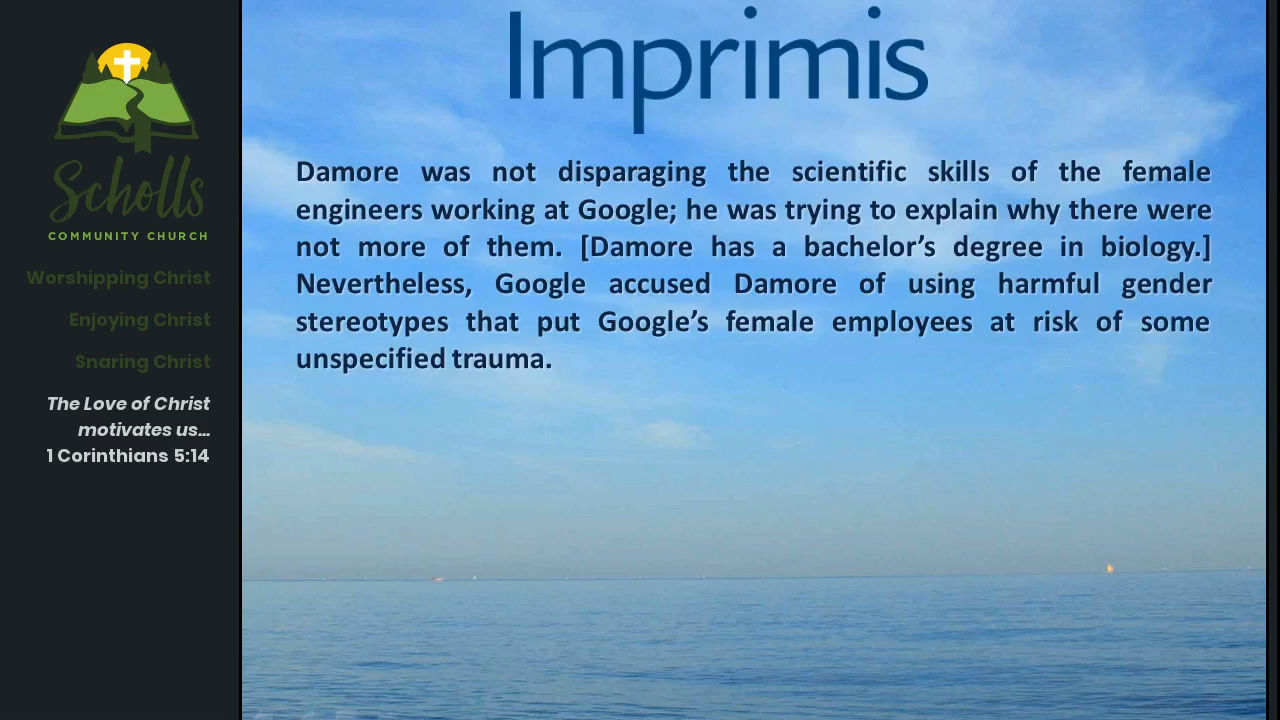 Scholls
COMMUNITY CHURCH
Worshipping Christ
Enjoying Christ
Snaring Christ
The Love of Christ
motivates us...
1 Corinthians 5:14
Imprimis
Damore was not disparaging the scientific skills of the female
engineers working at Google; he was trying to explain why there were
not more of them. [Damore has a bachelor’s degree in biology.]
Nevertheless, Google accused Damore of using harmful gender
stereotypes that put Google’s female employees at risk of some
unspecified trauma.